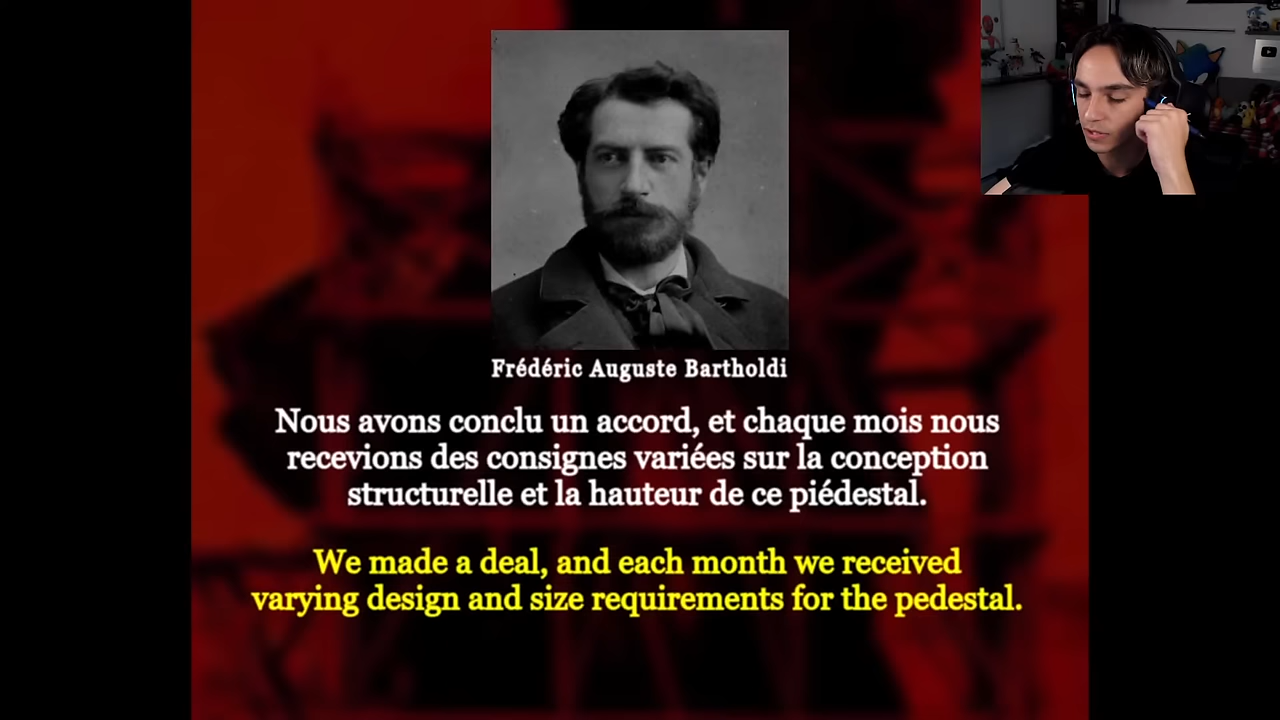 Frédéric Auguste Bartholdi
Nous avons conclu un accord, et chaque mois nous
recevions des consignes variées sur la conception
structurelle et la hauteur de ce piédestal.
We made a deal, and each month we received
varying design and size requirements for the pedestal.